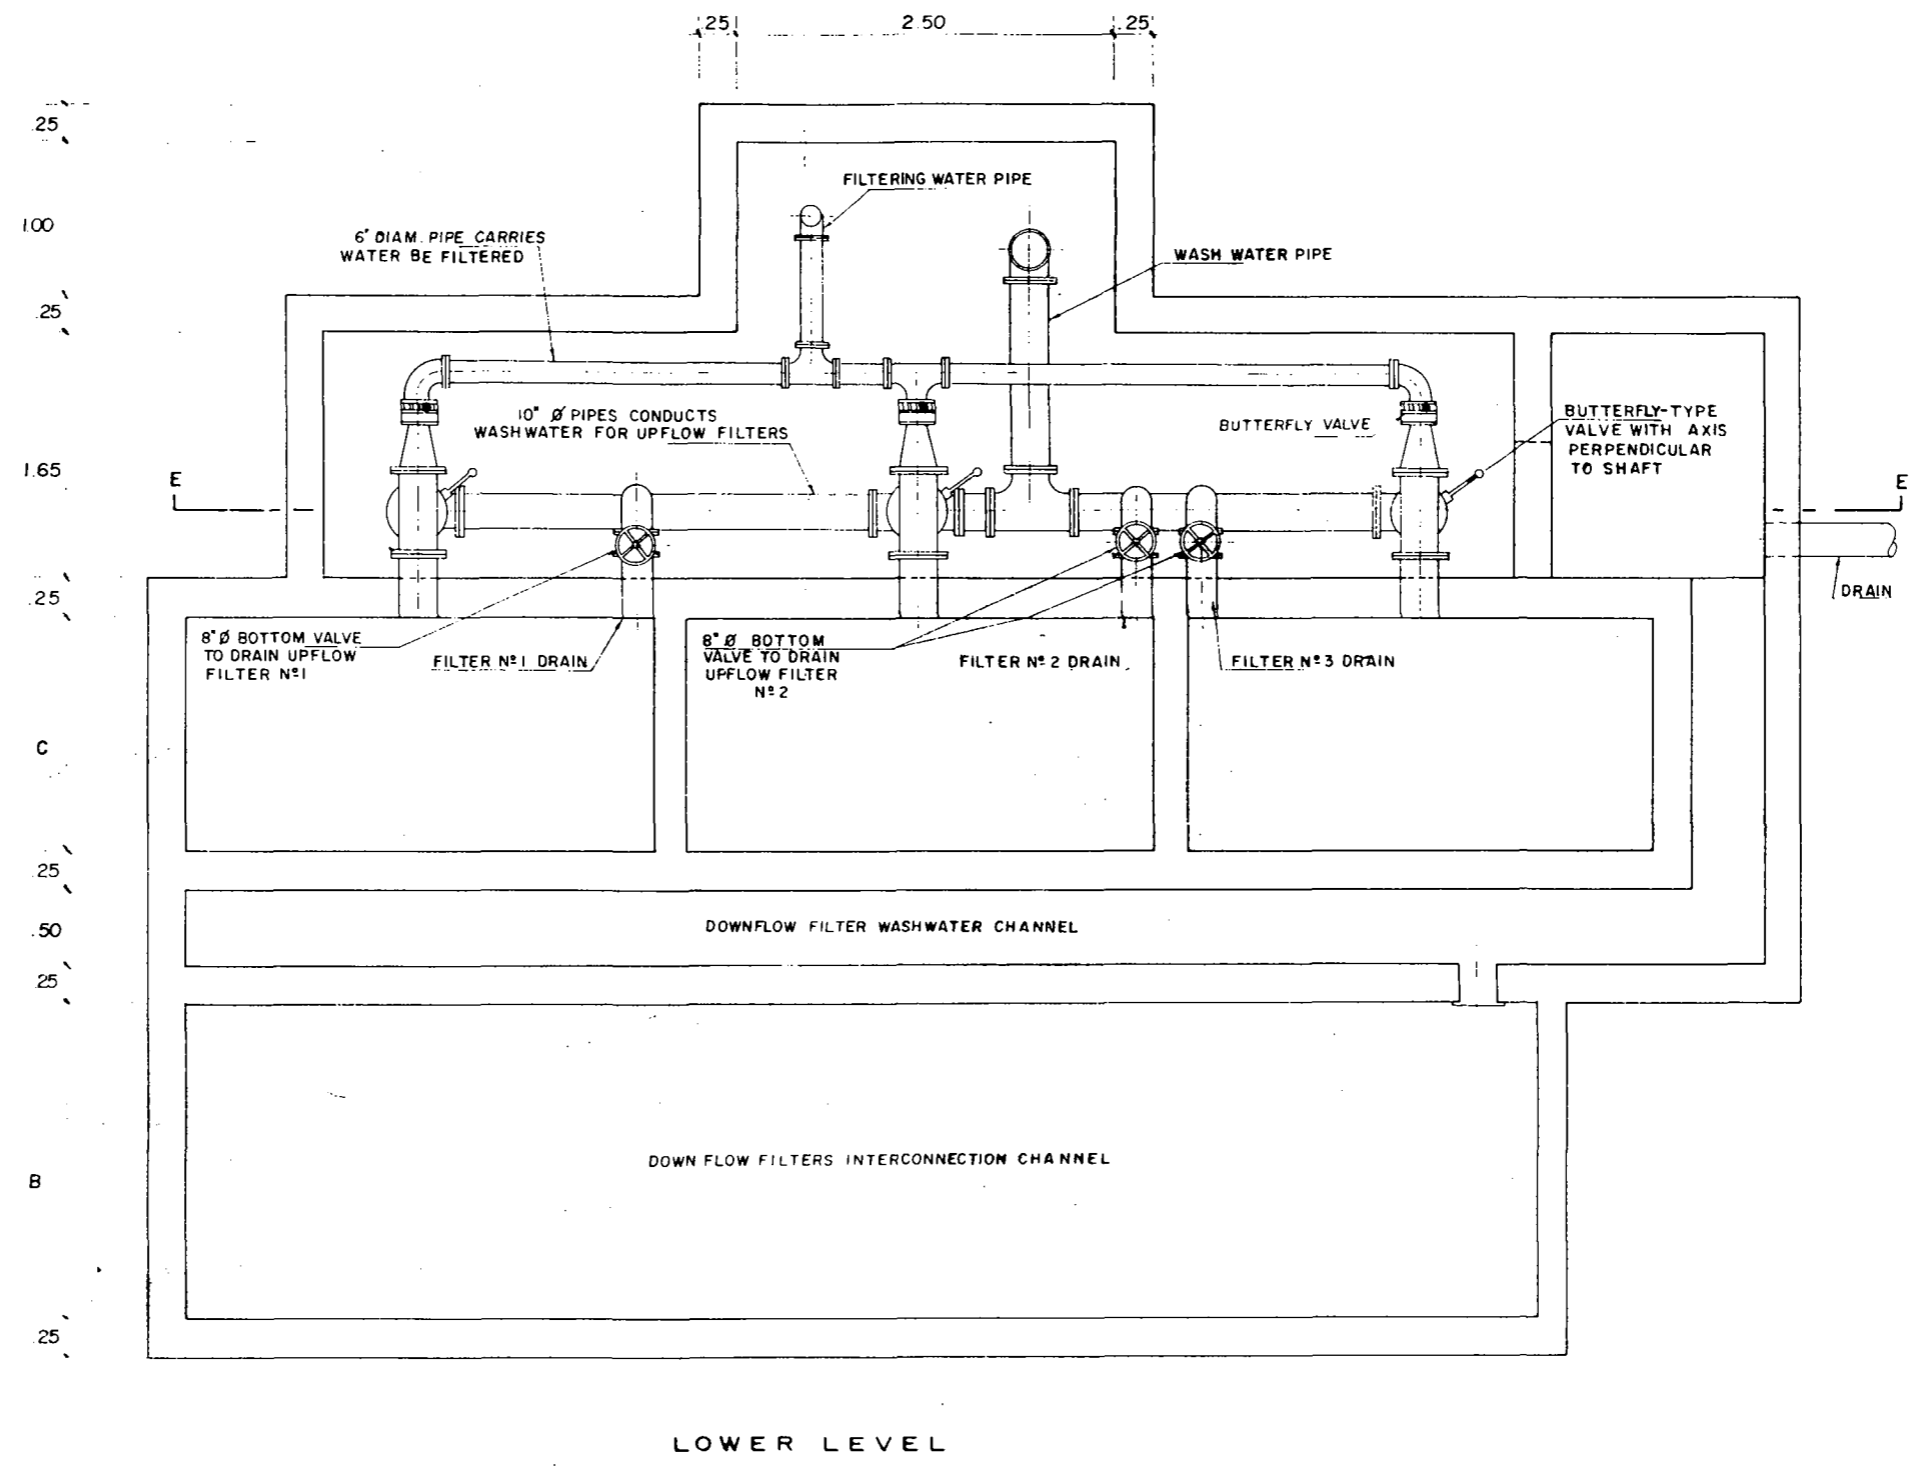 .25 2.50 .25
.25
FILTERING WATER PIPE
1.00
6" DIAM. PIPE CARRIES
WATER BE FILTERED
WASH WATER PIPE
.25
10" Ø PIPES CONDUCTS
WASHWATER FOR UPFLOW FILTERS
BUTTERFLY VALVE
BUTTERFLY-TYPE
VALVE WITH AXIS
PERPENDICULAR
TO SHAFT
1.65
E
E
DRAIN
.25
8" Ø BOTTOM VALVE
TO DRAIN UPFLOW
FILTER Nº1
FILTER Nº1 DRAIN
8" Ø BOTTOM
VALVE TO DRAIN
UPFLOW FILTER
Nº2
FILTER Nº 2 DRAIN
FILTER Nº3 DRAIN
C
.25
.50
DOWNFLOW FILTER WASHWATER CHANNEL
.25
DOWN FLOW FILTERS INTERCONNECTION CHANNEL
B
.25
LOWER LEVEL